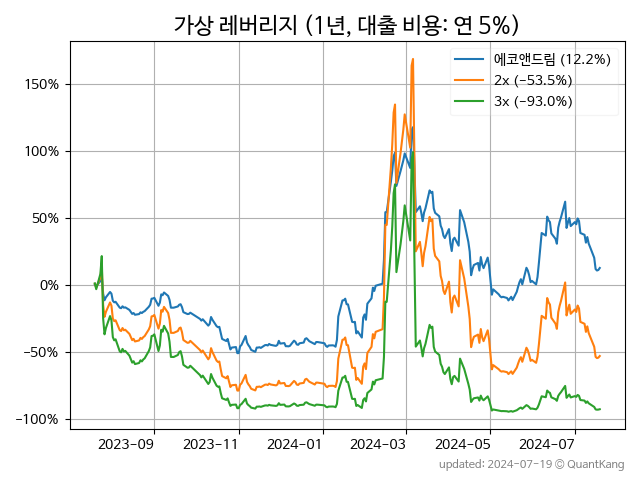 가상 레버리지 (1년, 대출 비용: 연 5%)
에코앤드림 (12.2%)
2x (−53.5%)
3x (−93.0%)
150%
100%
50%
0%
−50%
−100%
2023-09 2023-11 2024-01 2024-03 2024-05 2024-07
updated: 2024-07-19 © QuantKang